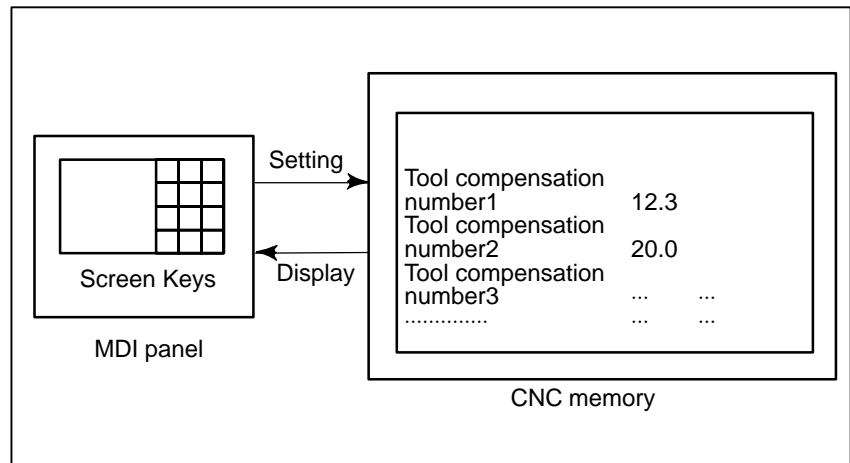 Setting
Display
Screen Keys
MDI panel
Tool compensation
number1 12.3
Tool compensation
number2 20.0
Tool compensation
number3 ... ...
.............. ... ...
CNC memory